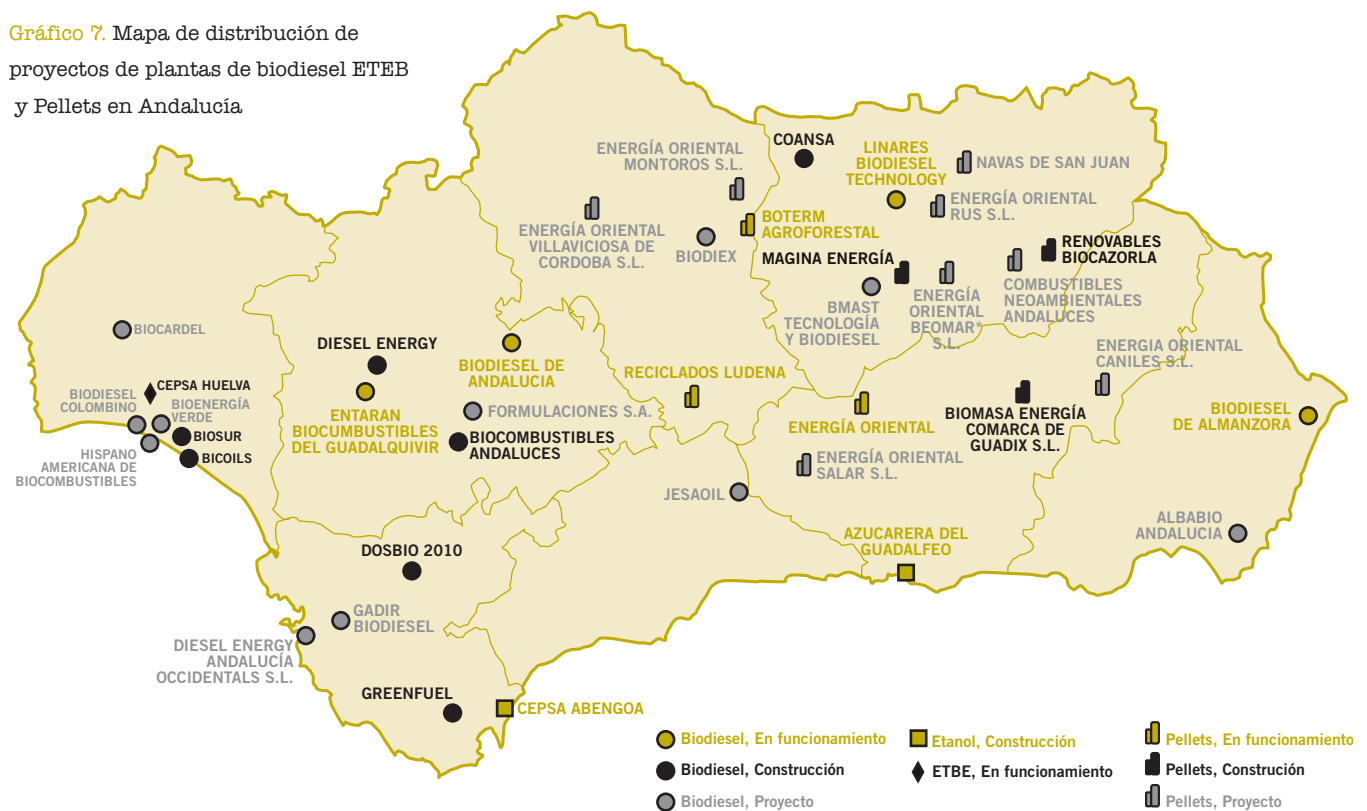 Gráfico 7. Mapa de distribución de
proyectos de plantas de biodiesel ETEB
y Pellets en Andalucía
ENERGÍA ORIENTAL
MONTOROS S.L.
COANSA
LINARES
BIODIESEL
TECHNOLOGY
NAVAS DE SAN JUAN
ENERGÍA ORIENTAL
RUS S.L.
ENERGÍA ORIENTAL
VILLAVICIOSA DE
CORDOBA S.L.
BIODIEX
BOTERM
AGROFORESTAL
MAGINA ENERGÍA
RENOVABLES
BIOCAZORLA
BMAST
TECNOLOGÍA
Y BIODIESEL
ENERGÍA
ORIENTAL
BEOMAR*
S.L.
COMBUSTIBLES
NEOAMBIENTALES
ANDALUCES
BIOCARDEL
DIESEL ENERGY
BIODIESEL DE
ANDALUCIA
RECICLADOS LUDENA
ENERGIA ORIENTAL
CANILES S.L.
CEPSA HUELVA
BIODIESEL
COLOMBINO
BIOENERGÍA
VERDE
BIOSUR
BICOILS
HISPANO
AMERICANA DE
BIOCOMBUSTIBLES
ENTARAN
BIOCUMBUSTIBLES
DEL GUADALQUIVIR
FORMULACIONES S.A.
BIOCOMBUSTIBLES
ANDALUCES
ENERGÍA ORIENTAL
BIOMASA ENERGÍA
COMARCA DE
GUADIX S.L.
BIODIESEL
DE ALMANZORA
ENERGÍA ORIENTAL
SALAR S.L.
JESAOIL
ALBABIO
ANDALUCIA
AZUCARERA DEL
GUADALFEO
DOSBIO 2010
GADIR
BIODIESEL
DIESEL ENERGY
ANDALUCÍA
OCCIDENTALS S.L.
GREENFUEL
CEPSA ABENGOA
Biodiesel, En funcionamiento
Biodiesel, Construcción
Biodiesel, Proyecto
Etanol, Construcción
ETBE, En funcionamiento
Pellets, En funcionamiento
Pellets, Construción
Pellets, Proyecto